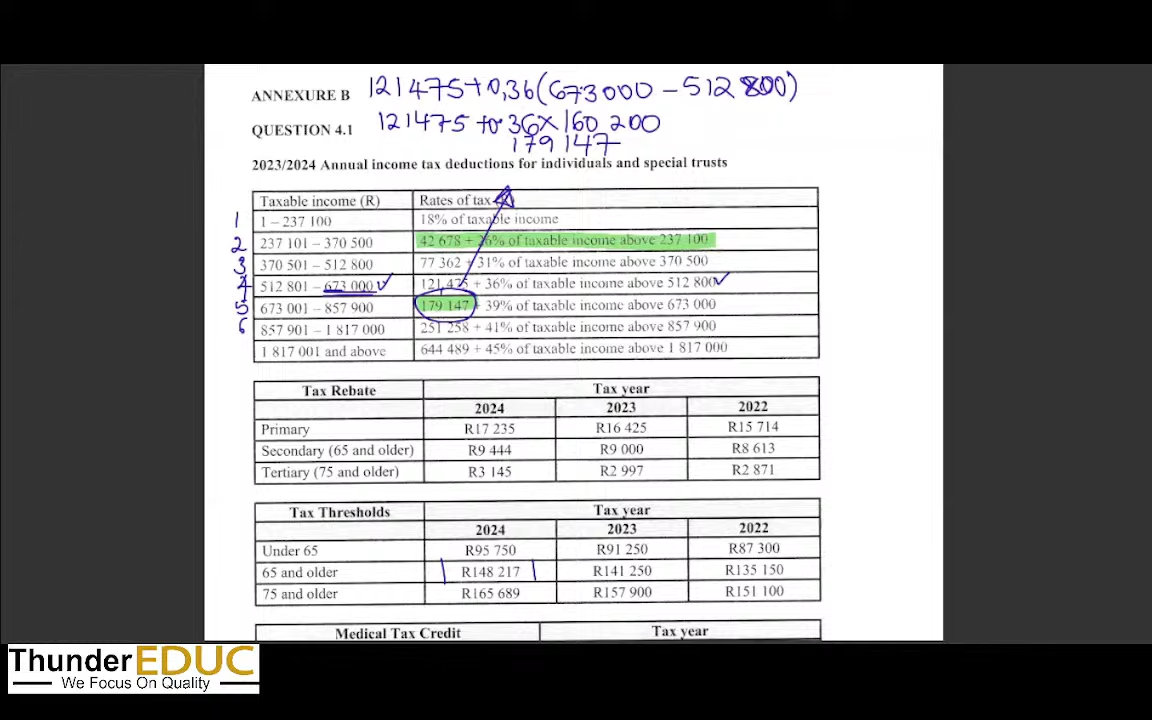 ANNEXURE B 121475+0,36(673000 - 512 800)
QUESTION 4.1 121475 + 0 36 × 160 200
179 147
2023/2024 Annual income tax deductions for individuals and special trusts
Taxable income (R) Rates of tax
1 1 – 237 100 18% of taxable income
2 237 101 – 370 500 42 678 + 26% of taxable income above 237 100
3 370 501 – 512 800 77 362 + 31% of taxable income above 370 500
4 512 801 – 673 000 ✓ 121 475 + 36% of taxable income above 512 800 ✓
5 673 001 – 857 900 179 147 + 39% of taxable income above 673 000
6 857 901 – 1 817 000 251 258 + 41% of taxable income above 857 900
1 817 001 and above 644 489 + 45% of taxable income above 1 817 000
Tax Rebate Tax year
2024 2023 2022
Primary R17 235 R16 425 R15 714
Secondary (65 and older) R9 444 R9 000 R8 613
Tertiary (75 and older) R3 145 R2 997 R2 871
Tax Thresholds Tax year
2024 2023 2022
Under 65 R95 750 R91 250 R87 300
65 and older R148 217 R141 250 R135 150
75 and older R165 689 R157 900 R151 100
Medical Tax Credit Tax year
ThunderEDUC
We Focus On Quality